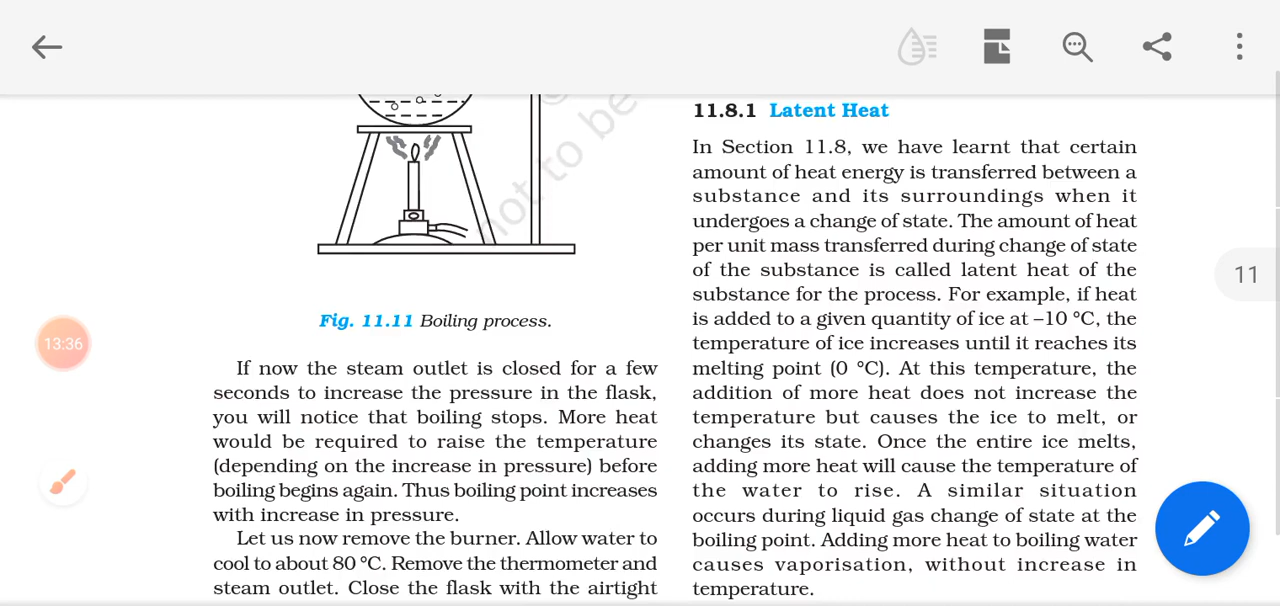 not to be
Fig. 11.11 Boiling process.
If now the steam outlet is closed for a few
seconds to increase the pressure in the flask,
you will notice that boiling stops. More heat
would be required to raise the temperature
(depending on the increase in pressure) before
boiling begins again. Thus boiling point increases
with increase in pressure.
Let us now remove the burner. Allow water to
cool to about 80 °C. Remove the thermometer and
steam outlet. Close the flask with the airtight
11.8.1 Latent Heat
In Section 11.8, we have learnt that certain
amount of heat energy is transferred between a
substance and its surroundings when it
undergoes a change of state. The amount of heat
per unit mass transferred during change of state
of the substance is called latent heat of the
substance for the process. For example, if heat
is added to a given quantity of ice at –10 °C, the
temperature of ice increases until it reaches its
melting point (0 °C). At this temperature, the
addition of more heat does not increase the
temperature but causes the ice to melt, or
changes its state. Once the entire ice melts,
adding more heat will cause the temperature of
the water to rise. A similar situation
occurs during liquid gas change of state at the
boiling point. Adding more heat to boiling water
causes vaporisation, without increase in
temperature.
13:36
11